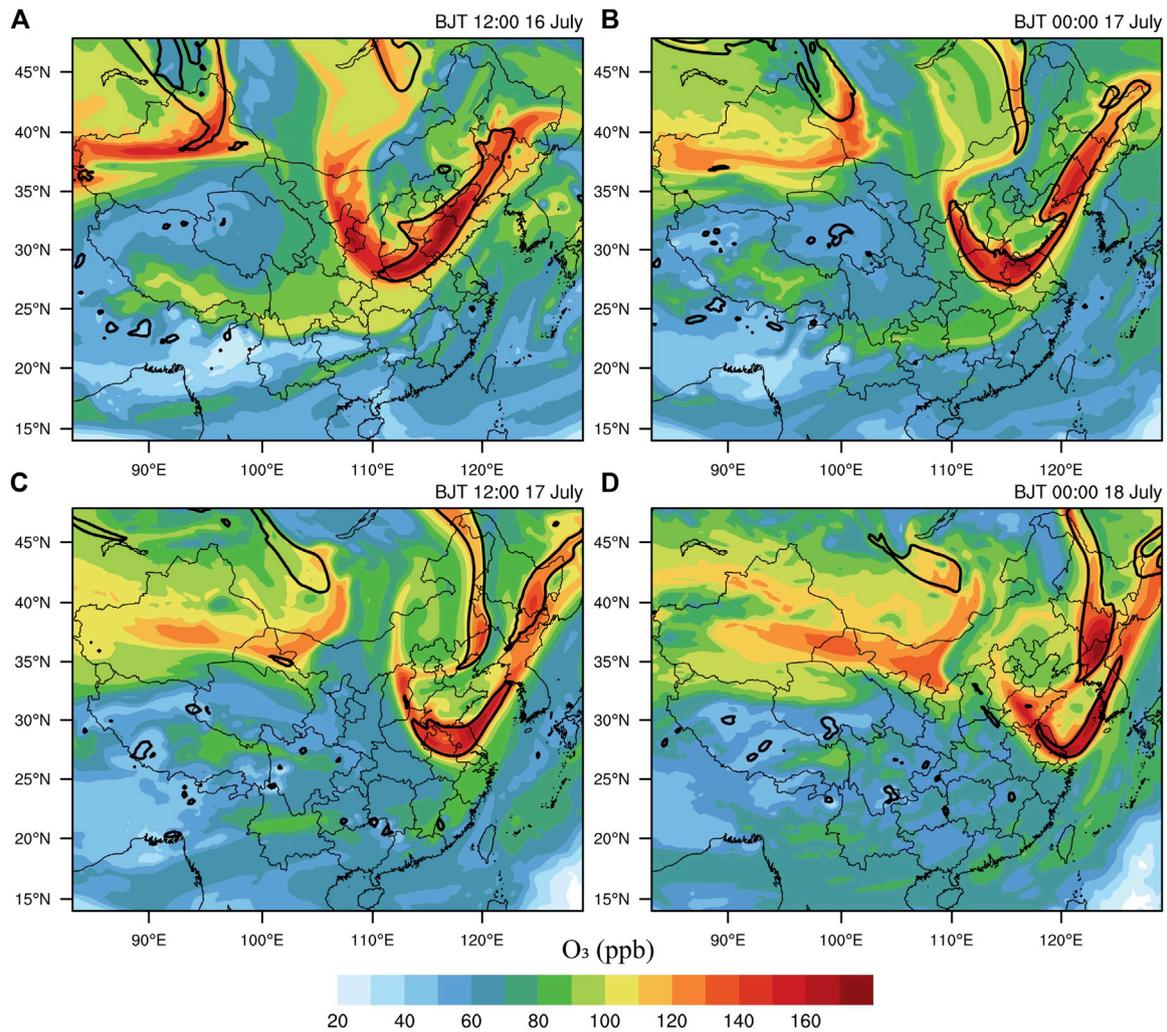 A
BJT 12:00 16 July
B
BJT 00:00 17 July
45°N
40°N
35°N
30°N
25°N
20°N
15°N
90°E 100°E 110°E 120°E
45°N
40°N
35°N
30°N
25°N
20°N
15°N
90°E 100°E 110°E 120°E
C
BJT 12:00 17 July
D
BJT 00:00 18 July
45°N
40°N
35°N
30°N
25°N
20°N
15°N
90°E 100°E 110°E 120°E
45°N
40°N
35°N
30°N
25°N
20°N
15°N
90°E 100°E 110°E 120°E
O₃ (ppb)
20 40 60 80 100 120 140 160